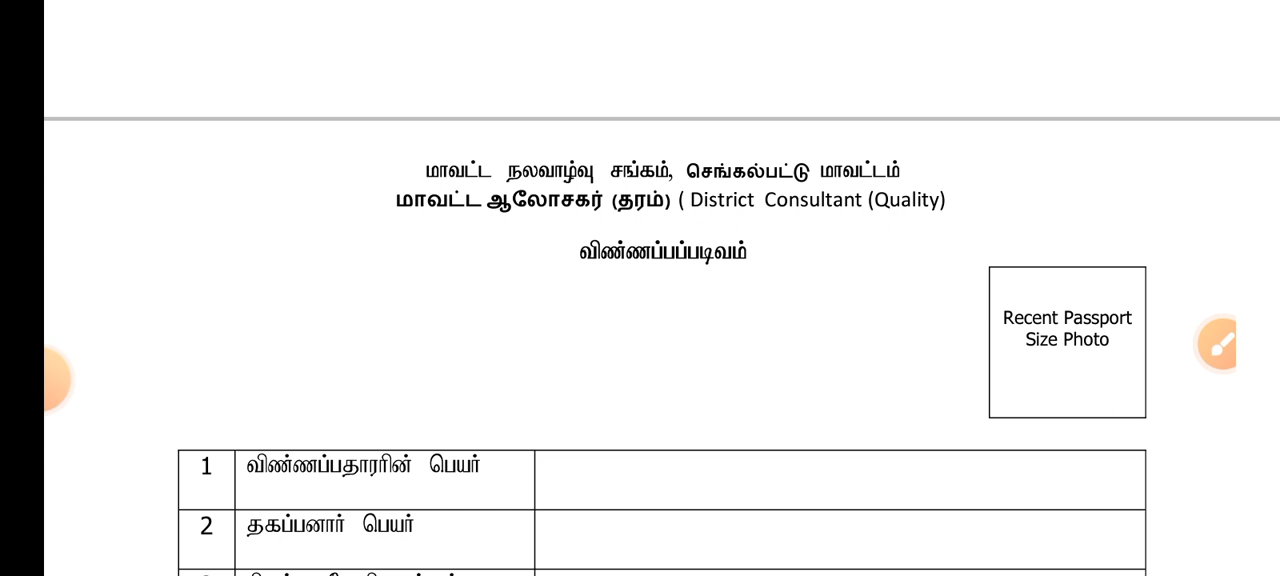 மாவட்ட நலவாழ்வு சங்கம், செங்கல்பட்டு மாவட்டம்
மாவட்ட ஆலோசகர் (தரம்) ( District Consultant (Quality)
விண்ணப்பப்படிவம்
Recent Passport
Size Photo
1 விண்ணப்பதாரரின் பெயர்
2 தகப்பனார் பெயர்